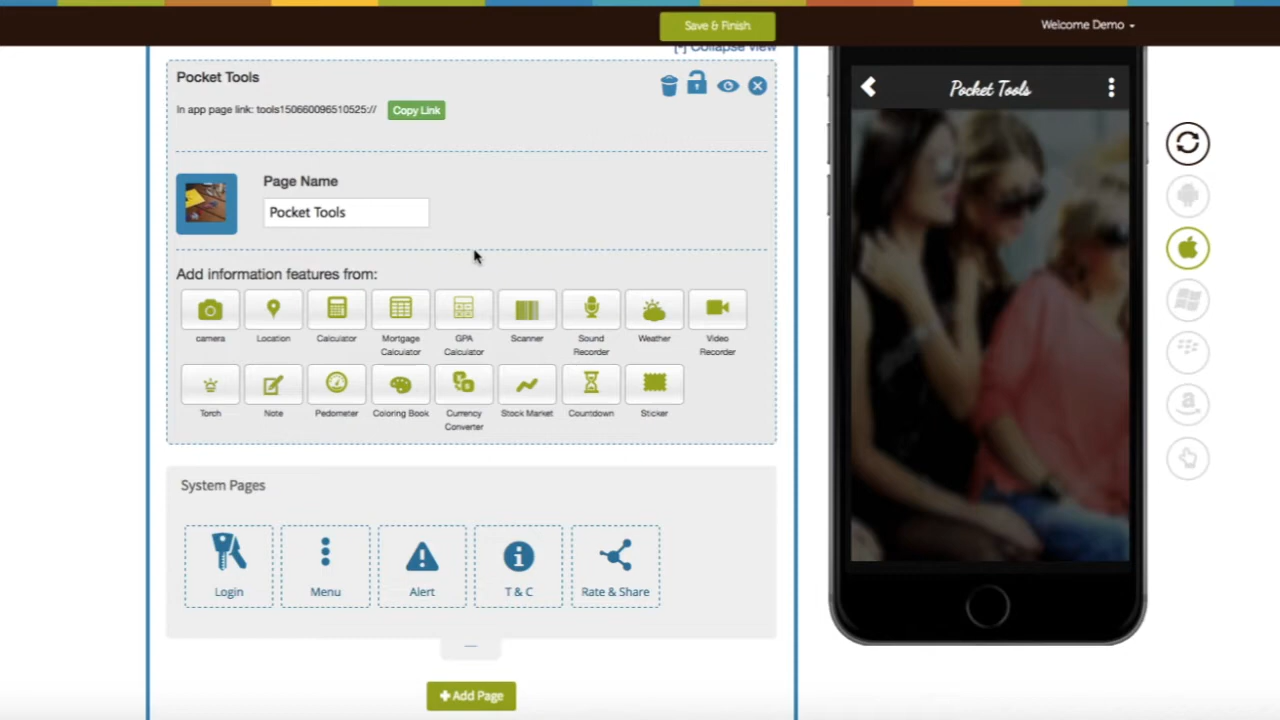 Save & Finish
Welcome Demo
[-] Collapse View
Pocket Tools
In app page link: tools150660096510525://
Copy Link
Page Name
Pocket Tools
Add information features from:
camera
Location
Calculator
Mortgage Calculator
GPA Calculator
Scanner
Sound Recorder
Weather
Video Recorder
Torch
Note
Pedometer
Coloring Book
Currency Converter
Stock Market
Countdown
Sticker
System Pages
Login
Menu
Alert
T & C
Rate & Share
Add Page
Pocket Tools